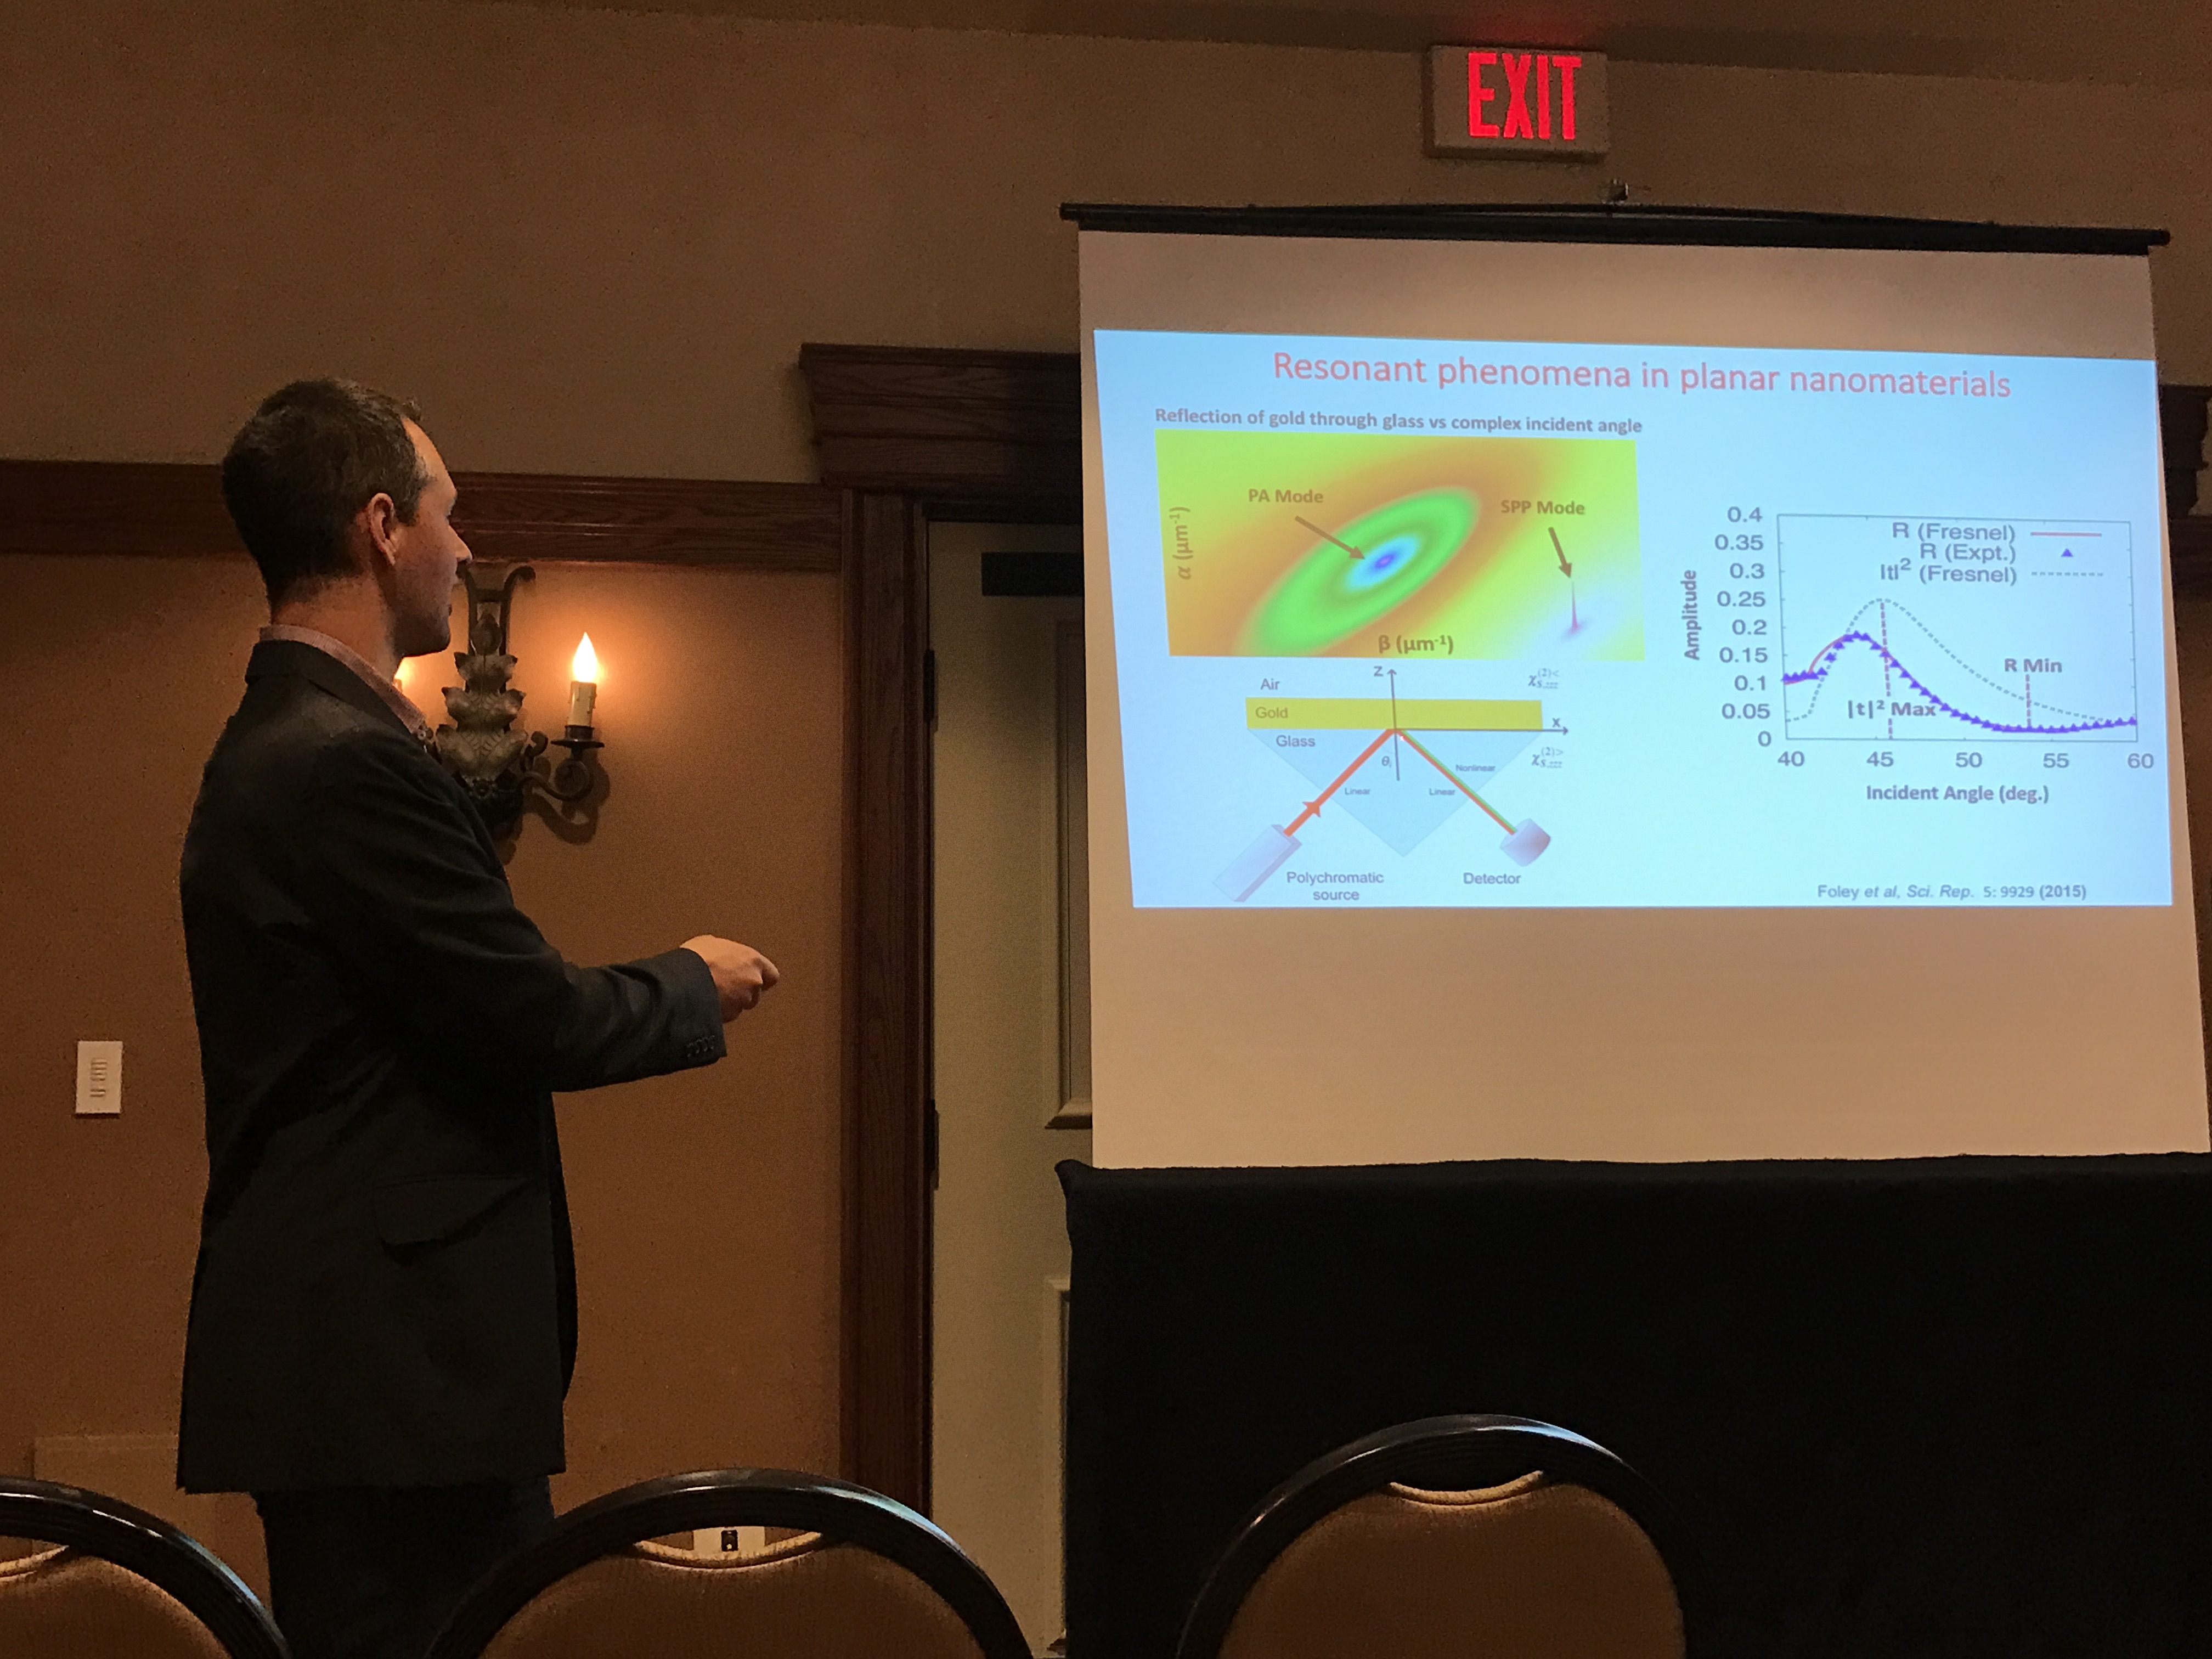 EXIT
Resonant phenomena in planar nanomaterials
Reflection of gold through glass vs complex incident angle
PA Mode
SPP Mode
α (μm⁻¹)
β (μm⁻¹)
Z
Air
Gold
x
Glass
θᵢ
Nonlinear
Linear
Linear
Polychromatic
source
Detector
0.4
0.35
0.3
0.25
0.2
0.15
0.1
0.05
0
Amplitude
R (Fresnel)
R (Expt.)
|t|² (Fresnel)
R Min
|t|² Max
40 45 50 55 60
Incident Angle (deg.)
Foley et al, Sci. Rep. 5: 9929 (2015)